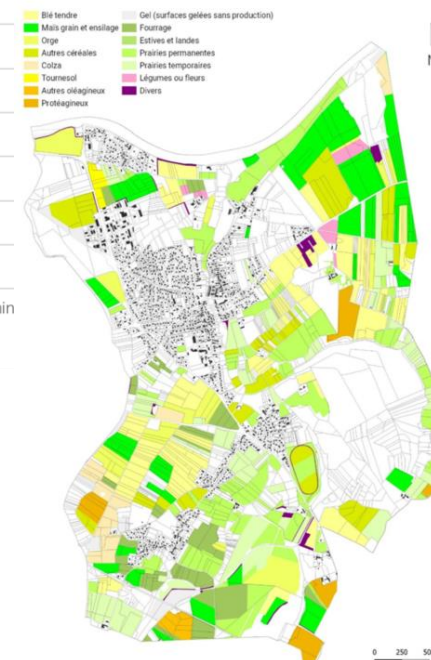 Blé tendre
Maïs grain et ensilage
Orge
Autres céréales
Colza
Tournesol
Autres oléagineux
Protéagineux
Gel (surfaces gelées sans production)
Fourrage
Estives et landes
Prairies permanentes
Prairies temporaires
Légumes ou fleurs
Divers
0 250